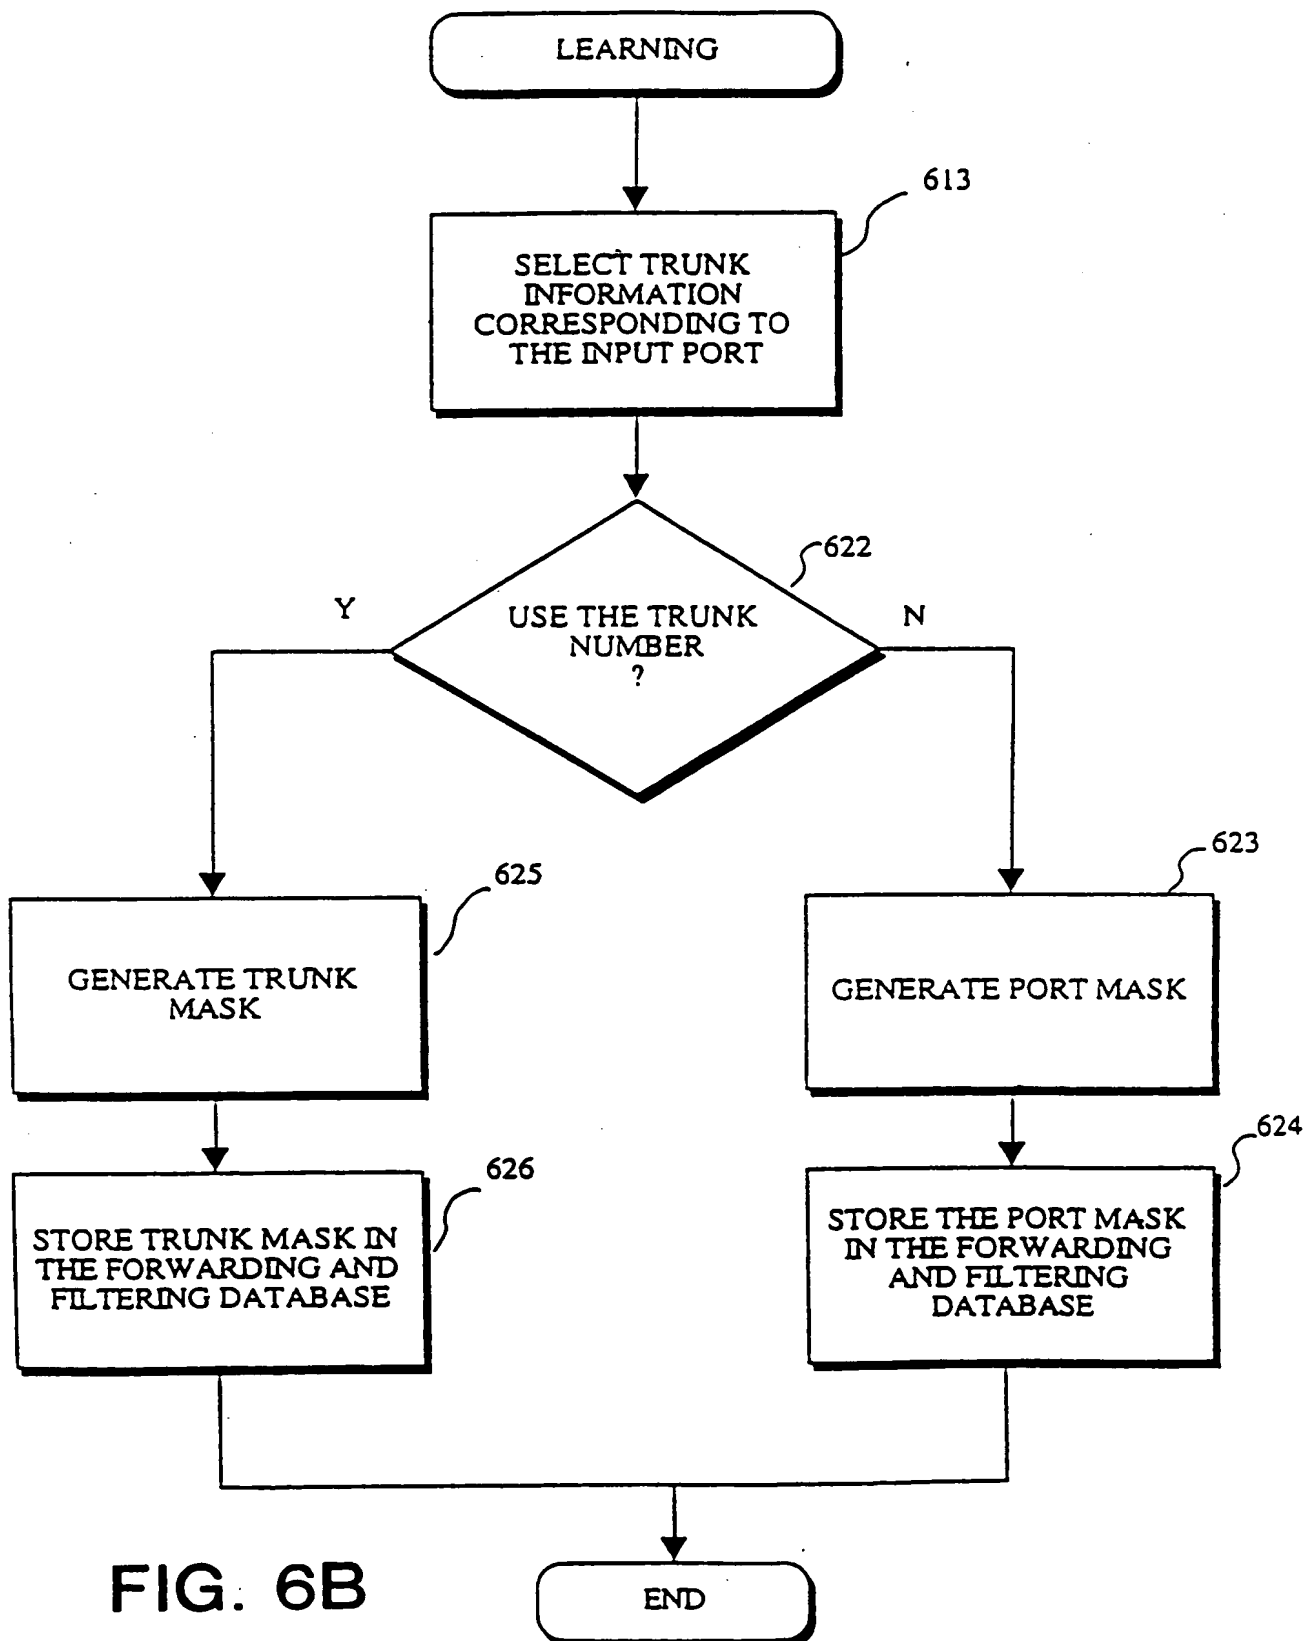 LEARNING
613
SELECT TRUNK
INFORMATION
CORRESPONDING TO
THE INPUT PORT
622
Y
N
USE THE TRUNK
NUMBER
?
625
623
GENERATE TRUNK
MASK
GENERATE PORT MASK
626
624
STORE TRUNK MASK IN
THE FORWARDING AND
FILTERING DATABASE
STORE THE PORT MASK
IN THE FORWARDING
AND FILTERING
DATABASE
FIG. 6B
END